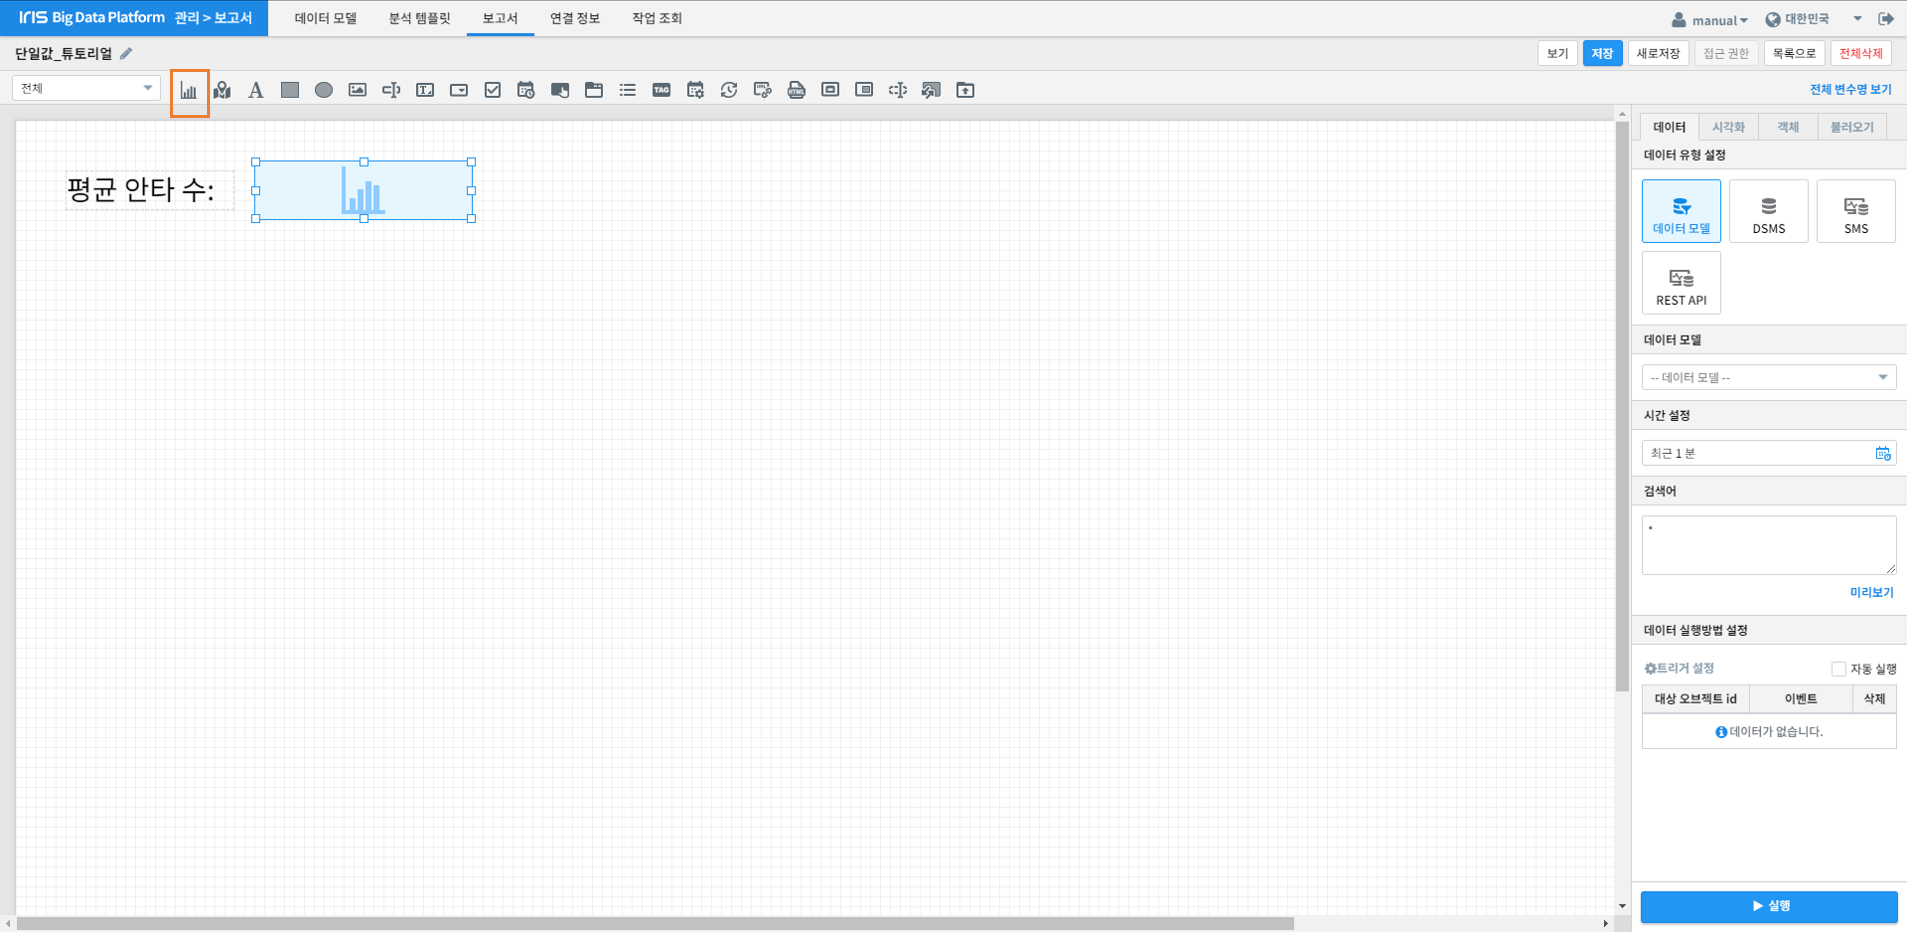 IRIS Big Data Platform 관리 > 보고서
데이터 모델 분석 템플릿 보고서 연결 정보 작업 조회
manual 대한민국
단일값_튜토리얼
보기 저장 새로저장 접근 권한 목록으로 전체삭제
전체
A T TAG URL HTML
전체 변수명 보기
평균 안타 수:
데이터 시각화 객체 불러오기
데이터 유형 설정
데이터 모델 DSMS SMS
REST API
데이터 모델
-- 데이터 모델 --
시간 설정
최근 1 분
검색어
*
미리보기
데이터 실행방법 설정
트리거 설정 자동 실행
대상 오브젝트 id 이벤트 삭제
데이터가 없습니다.
실행